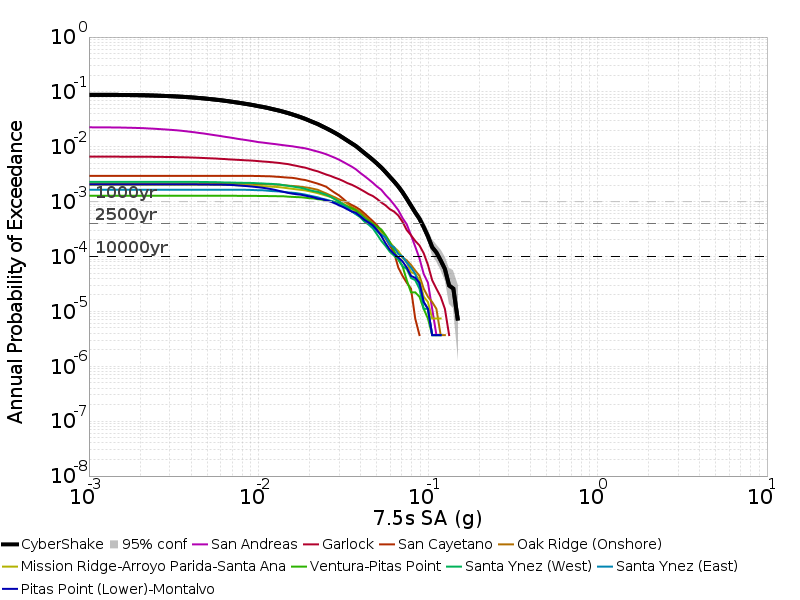 10^0
10^-1
10^-2
10^-3
10^-4
10^-5
10^-6
10^-7
10^-8
Annual Probability of Exceedance
1000yr
2500yr
10000yr
10^-3 10^-2 10^-1 10^0 10^1
7.5s SA (g)
CyberShake 95% conf San Andreas Garlock San Cayetano Oak Ridge (Onshore)
Mission Ridge-Arroyo Parida-Santa Ana Ventura-Pitas Point Santa Ynez (West) Santa Ynez (East)
Pitas Point (Lower)-Montalvo